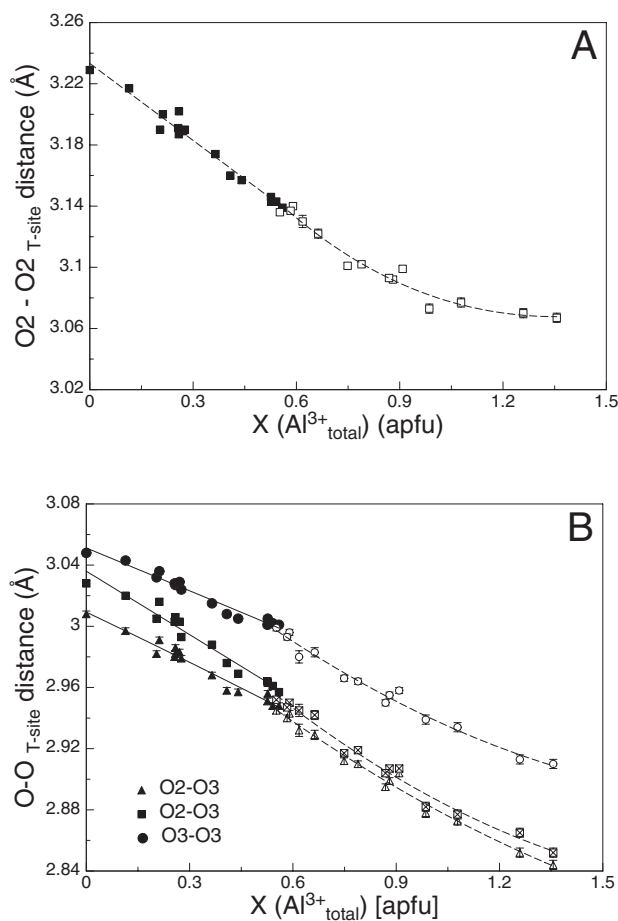 A
3.26
3.22
3.18
3.14
3.1
3.06
3.02
O2 - O2 T-site distance (Å)
0 0.3 0.6 0.9 1.2 1.5
X (Al3+total) (apfu)
B
3.08
3.04
3
2.96
2.92
2.88
2.84
O-O T-site distance (Å)
O2-O3
O2-O3
O3-O3
0 0.3 0.6 0.9 1.2 1.5
X (Al3+total) [apfu]